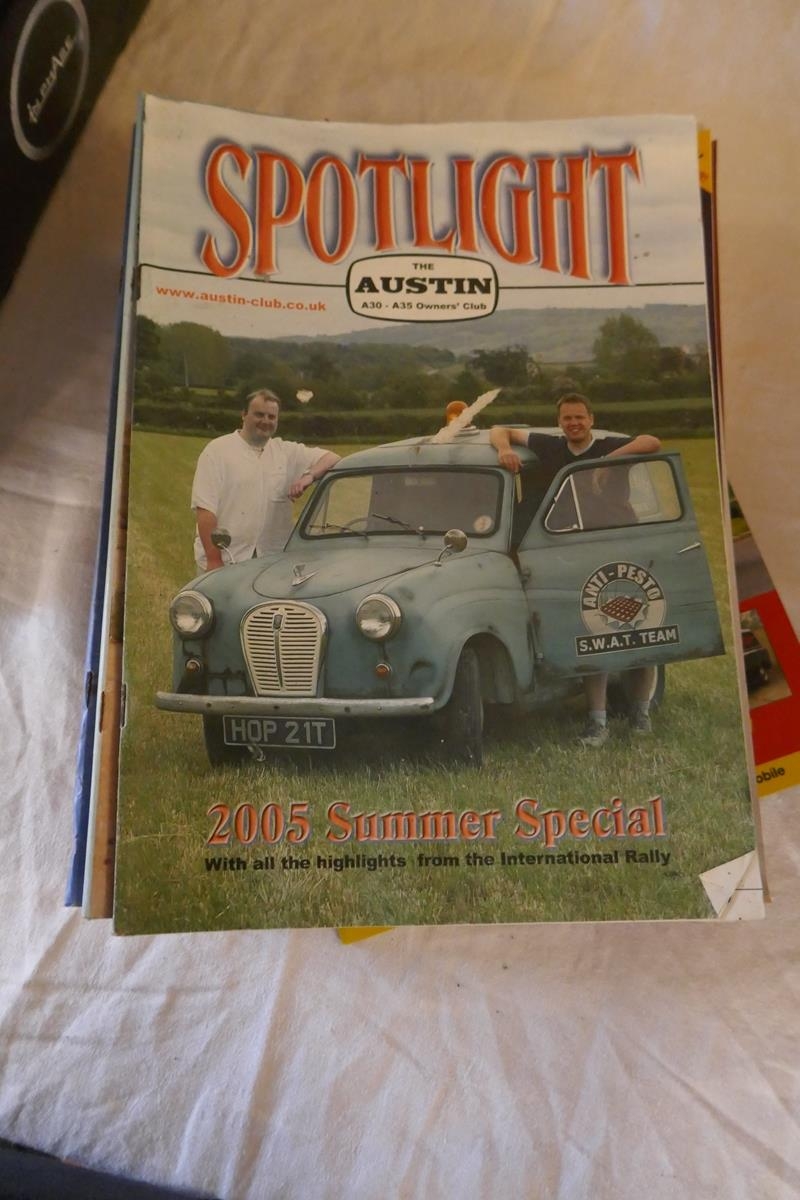 SPOTLIGHT
THE
AUSTIN
A30 - A35 Owners' Club
www.austin-club.co.uk
ANTI-PESTO
S.W.A.T. TEAM
HOP 21T
2005 Summer Special
With all the highlights from the International Rally
obile